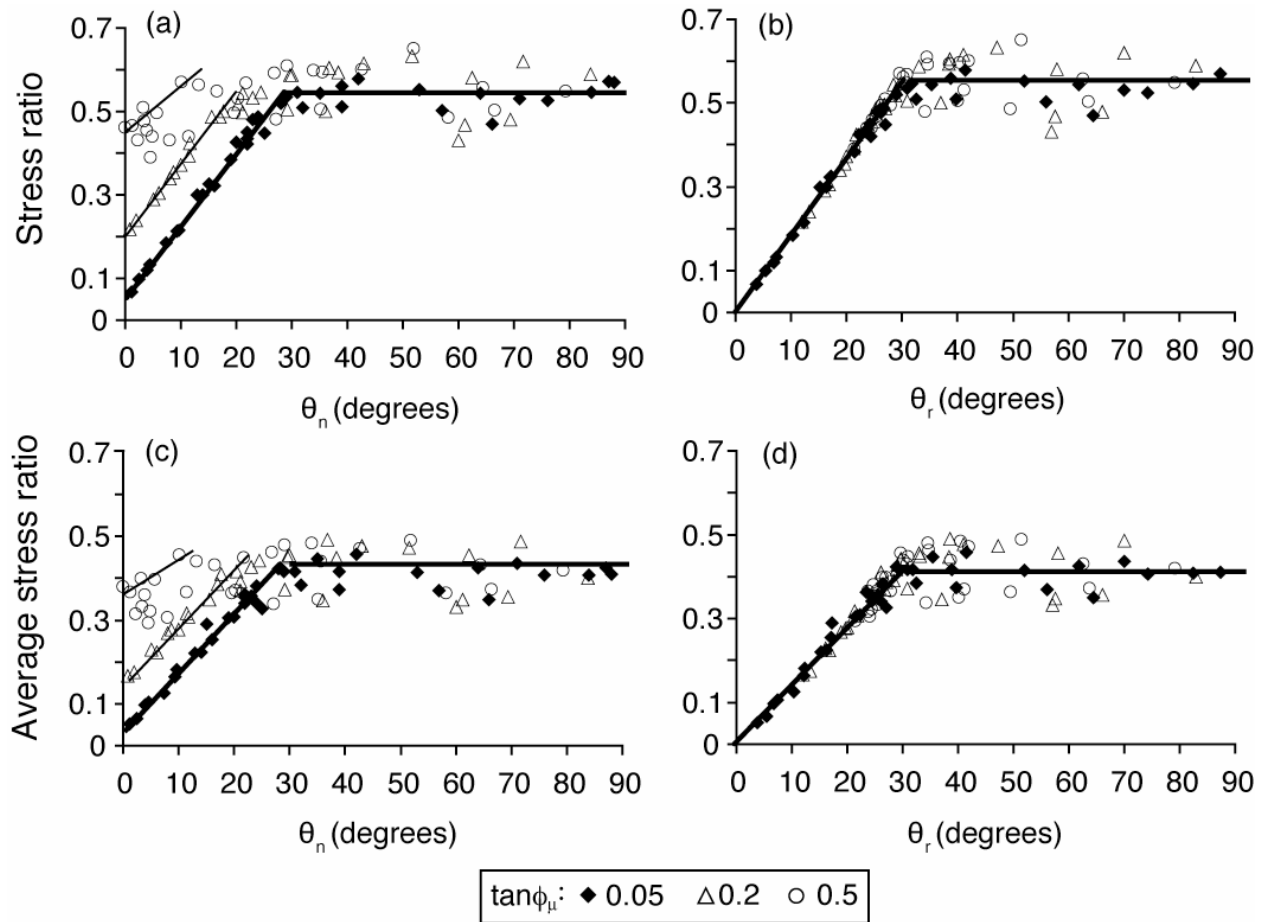 (a)
Stress ratio
0.7
0.5
0.3
0.1
0
0 10 20 30 40 50 60 70 80 90
θn (degrees)
(b)
0.7
0.5
0.3
0.1
0
0 10 20 30 40 50 60 70 80 90
θr (degrees)
(c)
Average stress ratio
0.7
0.5
0.3
0.1
0
0 10 20 30 40 50 60 70 80 90
θn (degrees)
(d)
0.7
0.5
0.3
0.1
0
0 10 20 30 40 50 60 70 80 90
θr (degrees)
tanϕμ: ◆ 0.05 △ 0.2 ○ 0.5